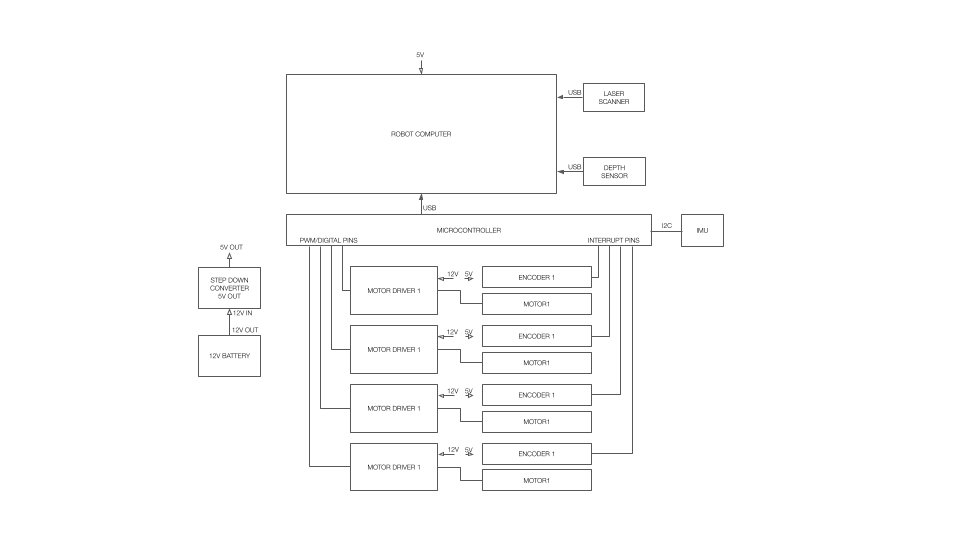 5V
ROBOT COMPUTER
USB
LASER
SCANNER
USB
DEPTH
SENSOR
USB
MICROCONTROLLER
PWM/DIGITAL PINS
INTERRUPT PINS
I2C
IMU
5V OUT
STEP DOWN
CONVERTER
5V OUT
12V IN
12V OUT
12V BATTERY
MOTOR DRIVER 1
12V
5V
ENCODER 1
MOTOR1
MOTOR DRIVER 1
12V
5V
ENCODER 1
MOTOR1
MOTOR DRIVER 1
12V
5V
ENCODER 1
MOTOR1
MOTOR DRIVER 1
12V
5V
ENCODER 1
MOTOR1